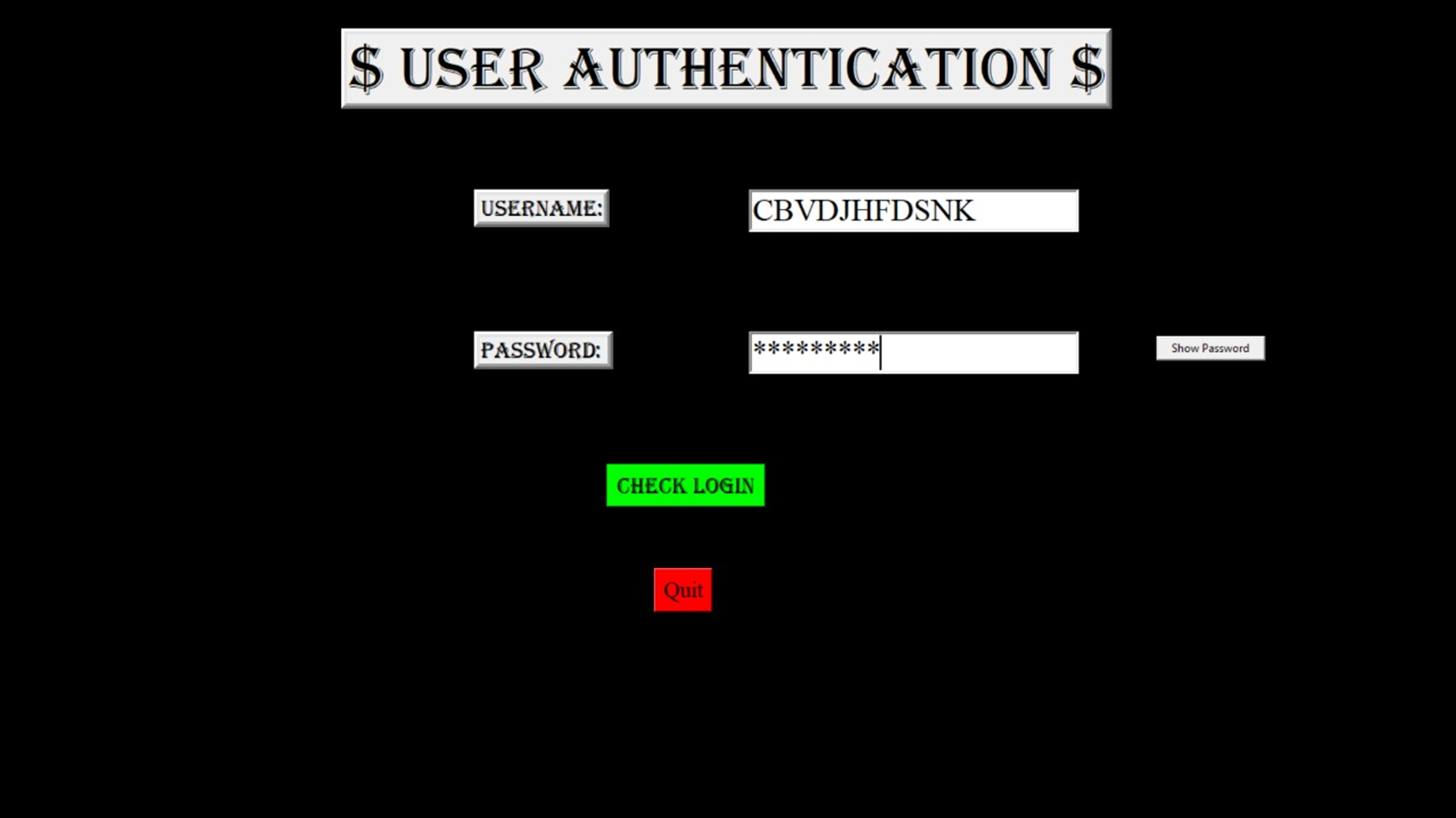 $ USER AUTHENTICATION $
USERNAME: CBVDJHFDSNK
PASSWORD: ********* Show Password
CHECK LOGIN
Quit